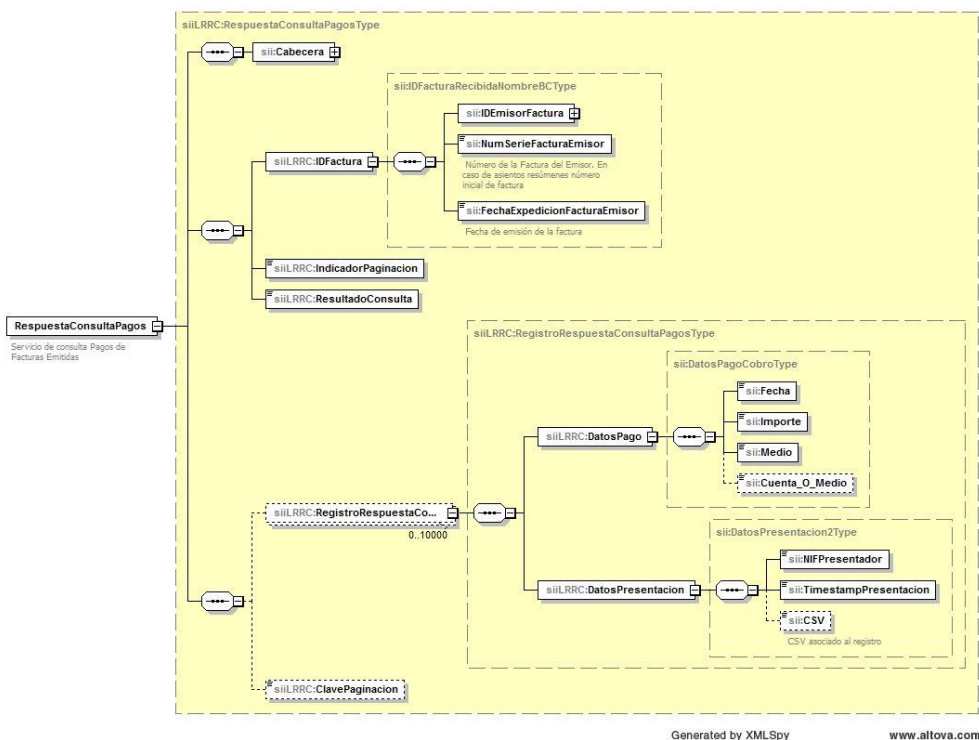 siiLRRC:RespuestaConsultaPagosType
sii:Cabecera
sii:IDFacturaRecibidaNombreBCType
sii:IDEmisorFactura
siiLRRC:IDFactura
sii:NumSerieFacturaEmisor
Número de la Factura del Emisor. En
caso de asientos resúmenes número
inicial de factura
sii:FechaExpedicionFacturaEmisor
Fecha de emisión de la factura
siiLRRC:IndicadorPaginacion
siiLRRC:ResultadoConsulta
RespuestaConsultaPagos
Servicio de consulta Pagos de
Facturas Emitidas
siiLRRC:RegistroRespuestaConsultaPagosType
sii:DatosPagoCobroType
sii:Fecha
sii:Importe
siiLRRC:DatosPago
sii:Medio
sii:Cuenta_O_Medio
siiLRRC:RegistroRespuestaCo...
0..10000
sii:DatosPresentacion2Type
sii:NIFPresentador
siiLRRC:DatosPresentacion
sii:TimestampPresentacion
sii:CSV
CSV asociado al registro
siiLRRC:ClavePaginacion
Generated by XMLSpy
www.altova.com